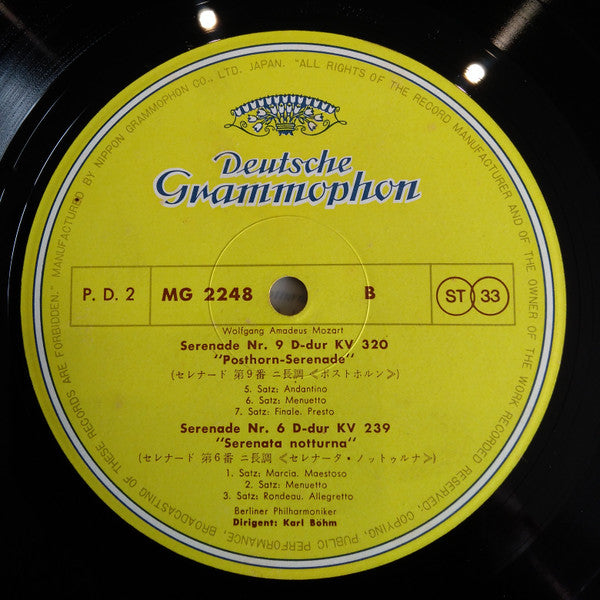 MANUFACTURED BY NIPPON GRAMMOPHON CO., LTD. JAPAN. "ALL RIGHTS OF THE RECORD MANUFACTURER AND OF THE OWNER OF THE WORK RECORDED RESERVED. COPYING, PUBLIC PERFORMANCE, BROADCASTING OF THESE RECORDS ARE FORBIDDEN."
Deutsche
Grammophon
P. D. 2
MG 2248
B
ST 33
Wolfgang Amadeus Mozart
Serenade Nr. 9 D-dur KV 320
"Posthorn-Serenade"
(セレナード 第9番 ニ長調 《ポストホルン》)
5. Satz: Andantino
6. Satz: Menuetto
7. Satz: Finale. Presto
Serenade Nr. 6 D-dur KV 239
"Serenata notturna"
(セレナード 第6番 ニ長調 《セレナータ・ノットゥルナ》)
1. Satz: Marcia. Maestoso
2. Satz: Menuetto
3. Satz: Rondeau. Allegretto
Berliner Philharmoniker
Dirigent: Karl Böhm